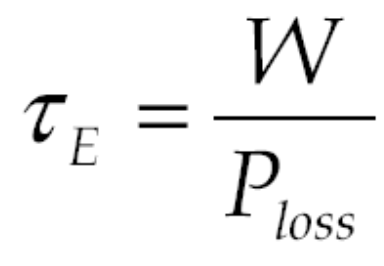 τ_E = W / P_loss